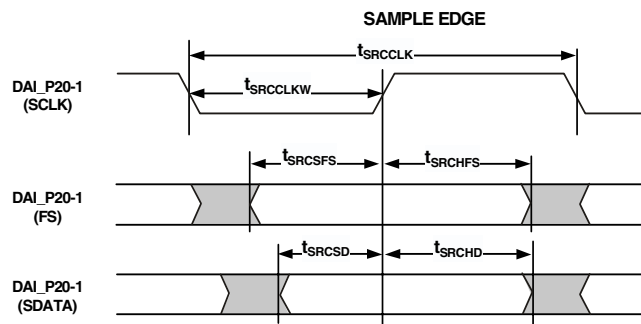 SAMPLE EDGE
tSRCCLK
DAI_P20-1
(SCLK)
tSRCCLKW
tSRCSFS
tSRCHFS
DAI_P20-1
(FS)
tSRCSD
tSRCHD
DAI_P20-1
(SDATA)